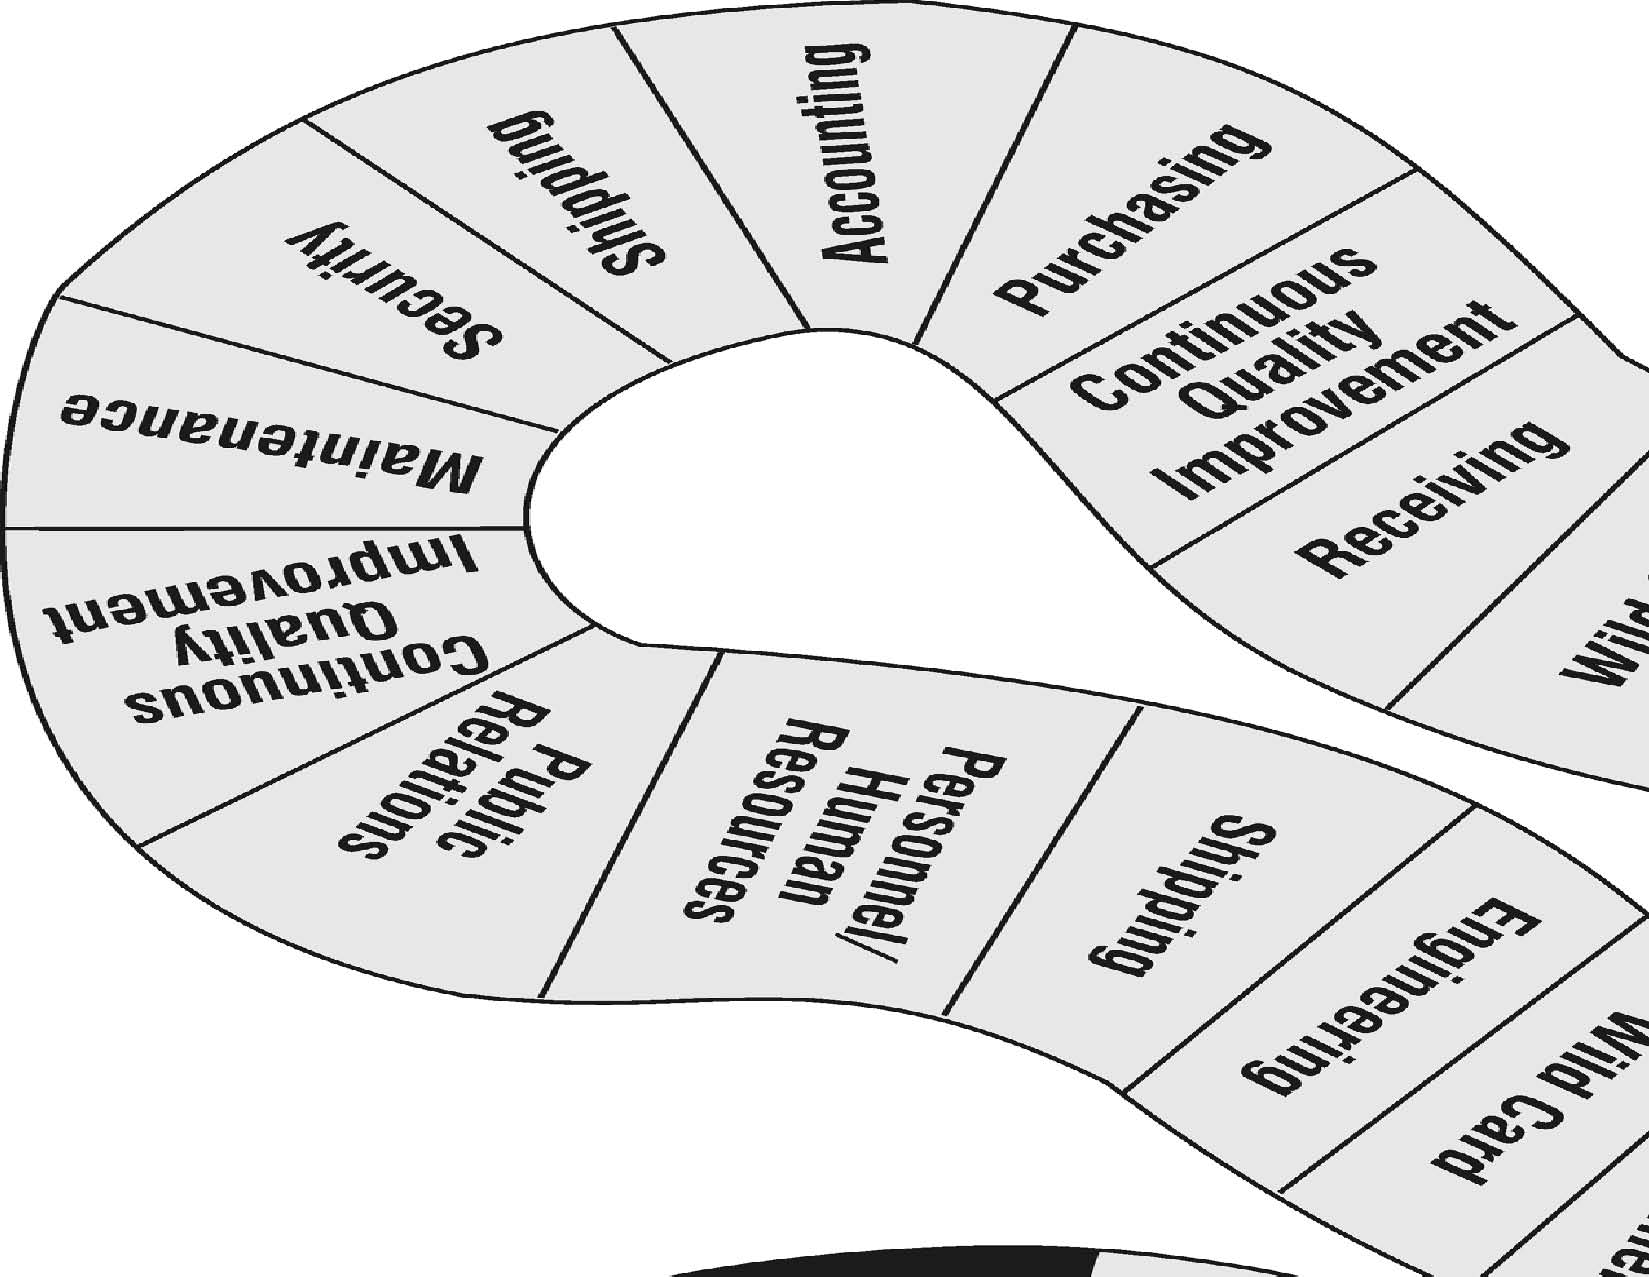 Accounting
Purchasing
Continuous
Quality
Improvement
Receiving
Wild
Shipping
Security
Maintenance
Continuous
Quality
Improvement
Public
Relations
Personnel/
Human
Resources
Shipping
Engineering
Wild Card